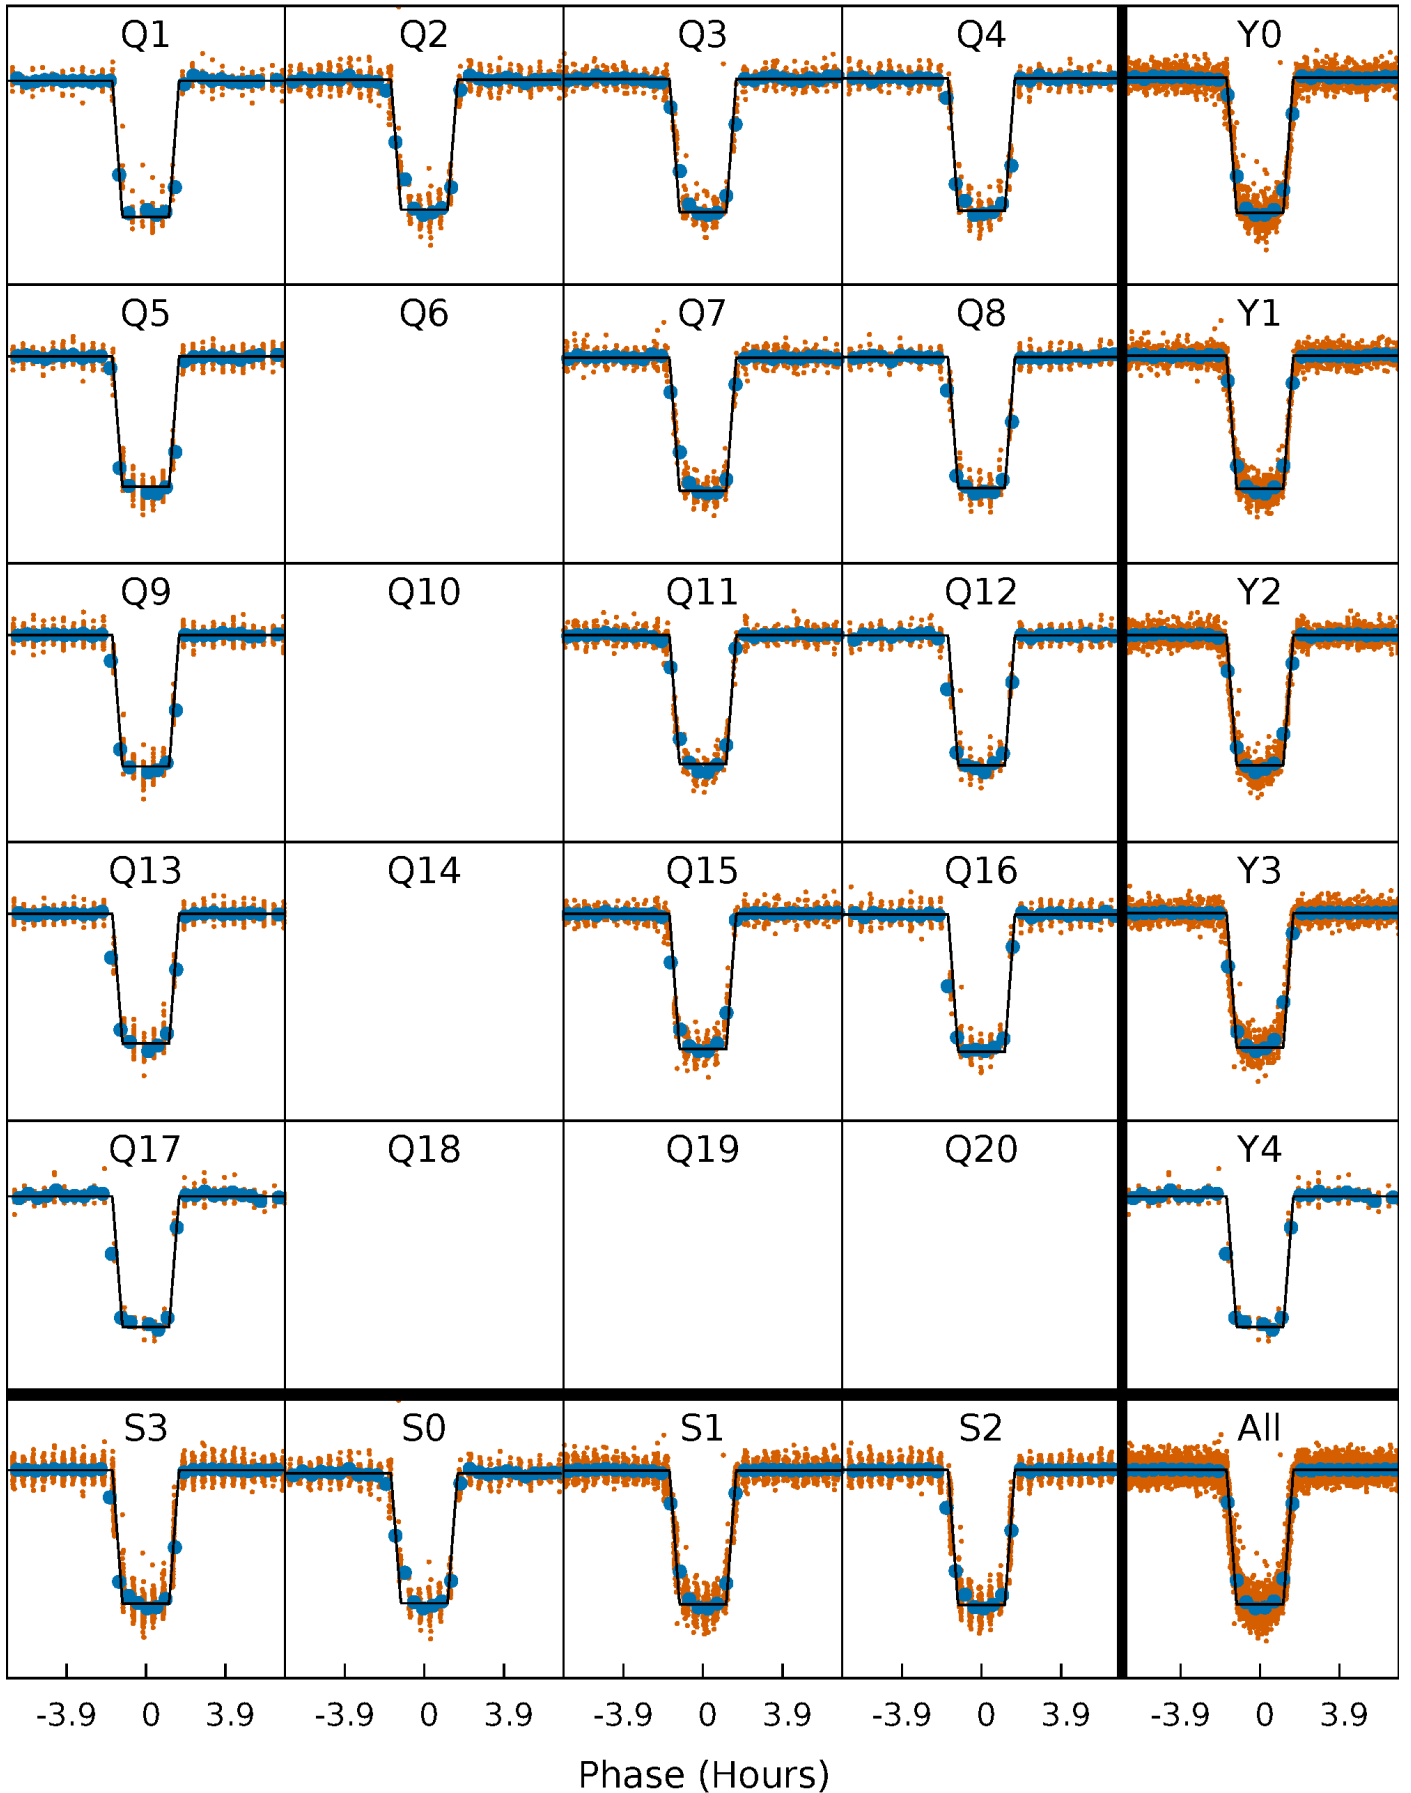 Q1 Q2 Q3 Q4 Y0
Q5 Q6 Q7 Q8 Y1
Q9 Q10 Q11 Q12 Y2
Q13 Q14 Q15 Q16 Y3
Q17 Q18 Q19 Q20 Y4
S3 S0 S1 S2 All
-3.9 0 3.9 -3.9 0 3.9 -3.9 0 3.9 -3.9 0 3.9 -3.9 0 3.9
Phase (Hours)